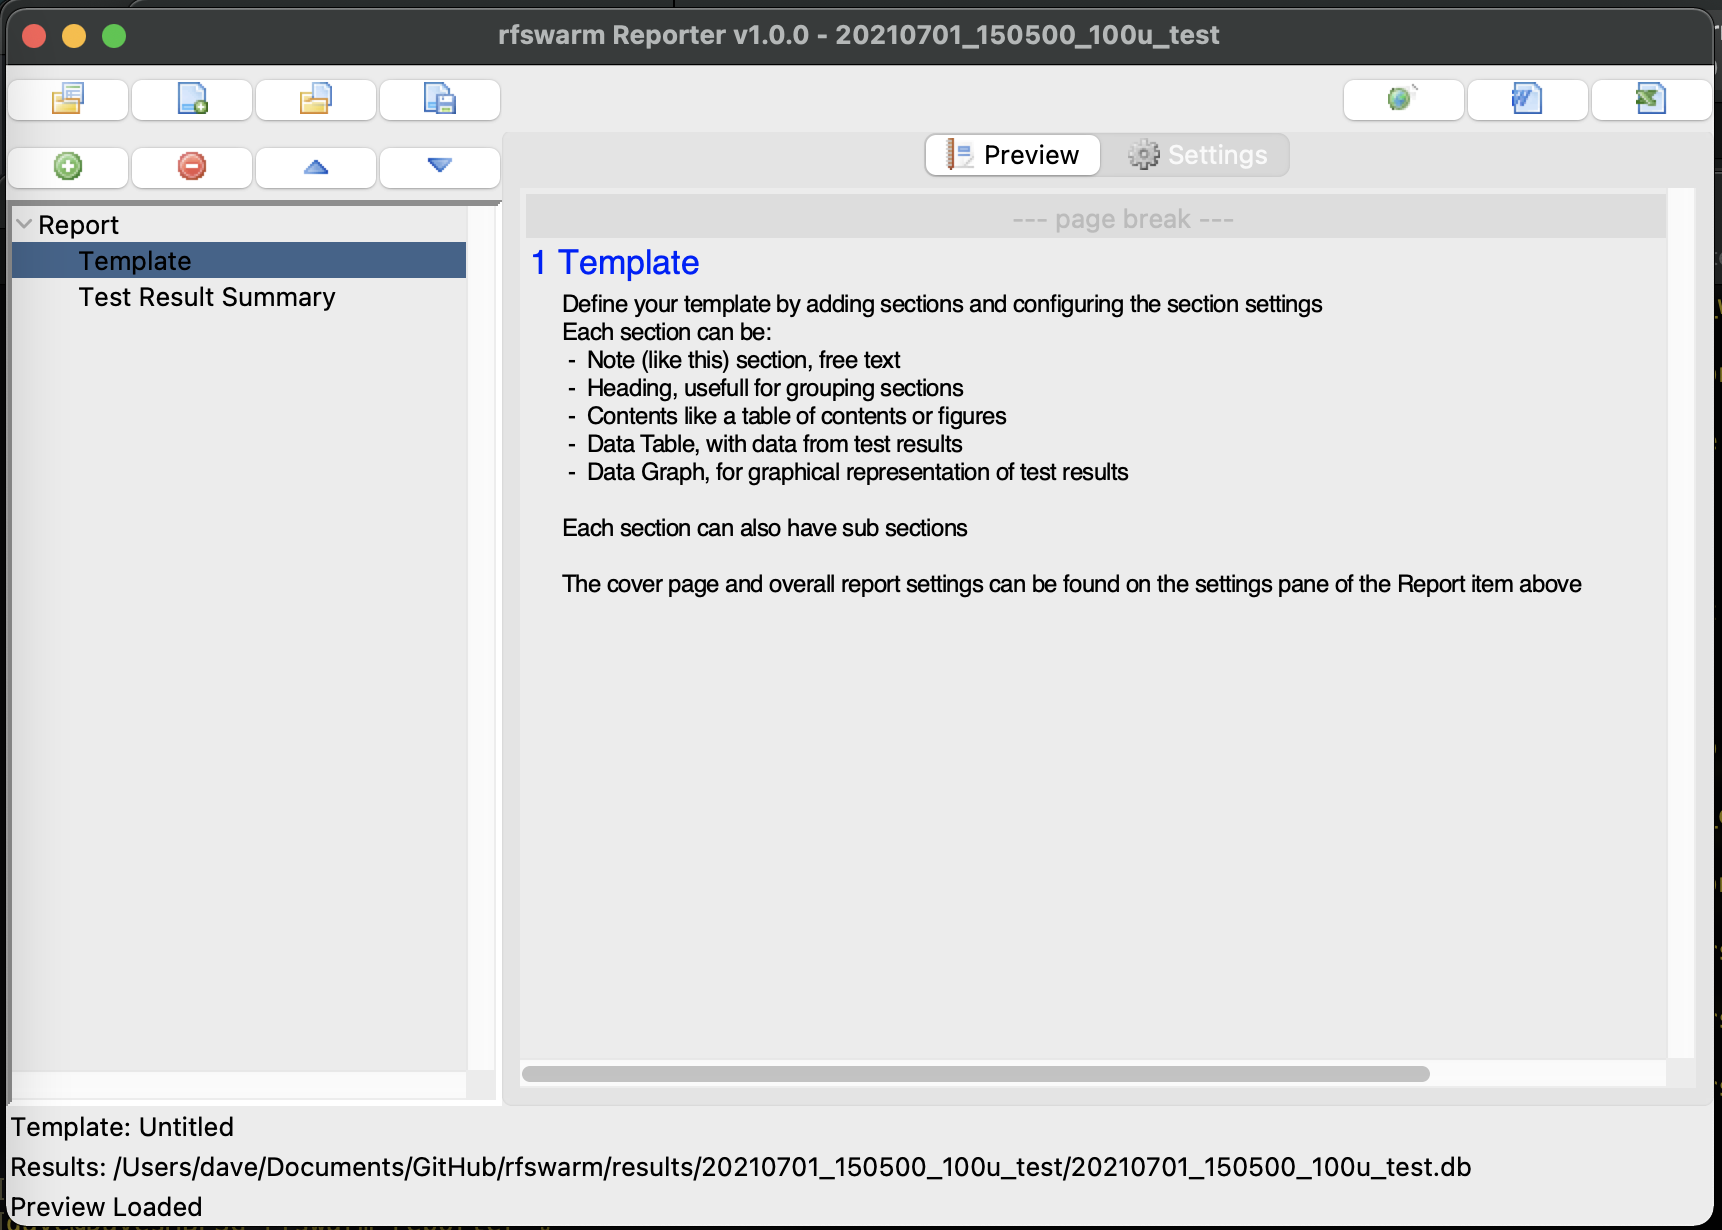 rfswarm Reporter v1.0.0 - 20210701_150500_100u_test
Preview
Settings
Report
Template
Test Result Summary
--- page break ---
1 Template
Define your template by adding sections and configuring the section settings
Each section can be:
- Note (like this) section, free text
- Heading, usefull for grouping sections
- Contents like a table of contents or figures
- Data Table, with data from test results
- Data Graph, for graphical representation of test results
Each section can also have sub sections
The cover page and overall report settings can be found on the settings pane of the Report item above
Template: Untitled
Results: /Users/dave/Documents/GitHub/rfswarm/results/20210701_150500_100u_test/20210701_150500_100u_test.db
Preview Loaded